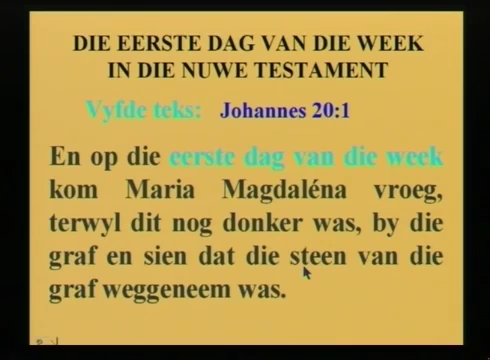 DIE EERSTE DAG VAN DIE WEEK
IN DIE NUWE TESTAMENT
Vyfde teks: Johannes 20:1
En op die eerste dag van die week
kom Maria Magdaléna vroeg,
terwyl dit nog donker was, by die
graf en sien dat die steen van die
graf weggeneem was.